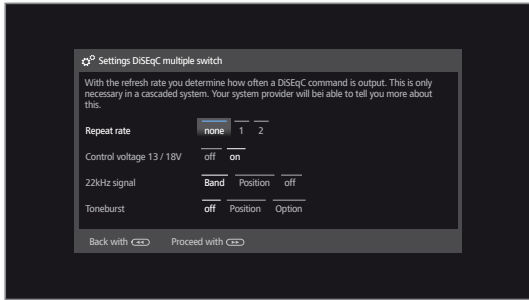 Settings DiSEqC multiple switch
With the refresh rate you determine how often a DiSEqC command is output. This is only
necessary in a cascaded system. Your system provider will bei able to tell you more about
this.
Repeat rate none 1 2
Control voltage 13 / 18V off on
22kHz signal Band Position off
Toneburst off Position Option
Back with Proceed with